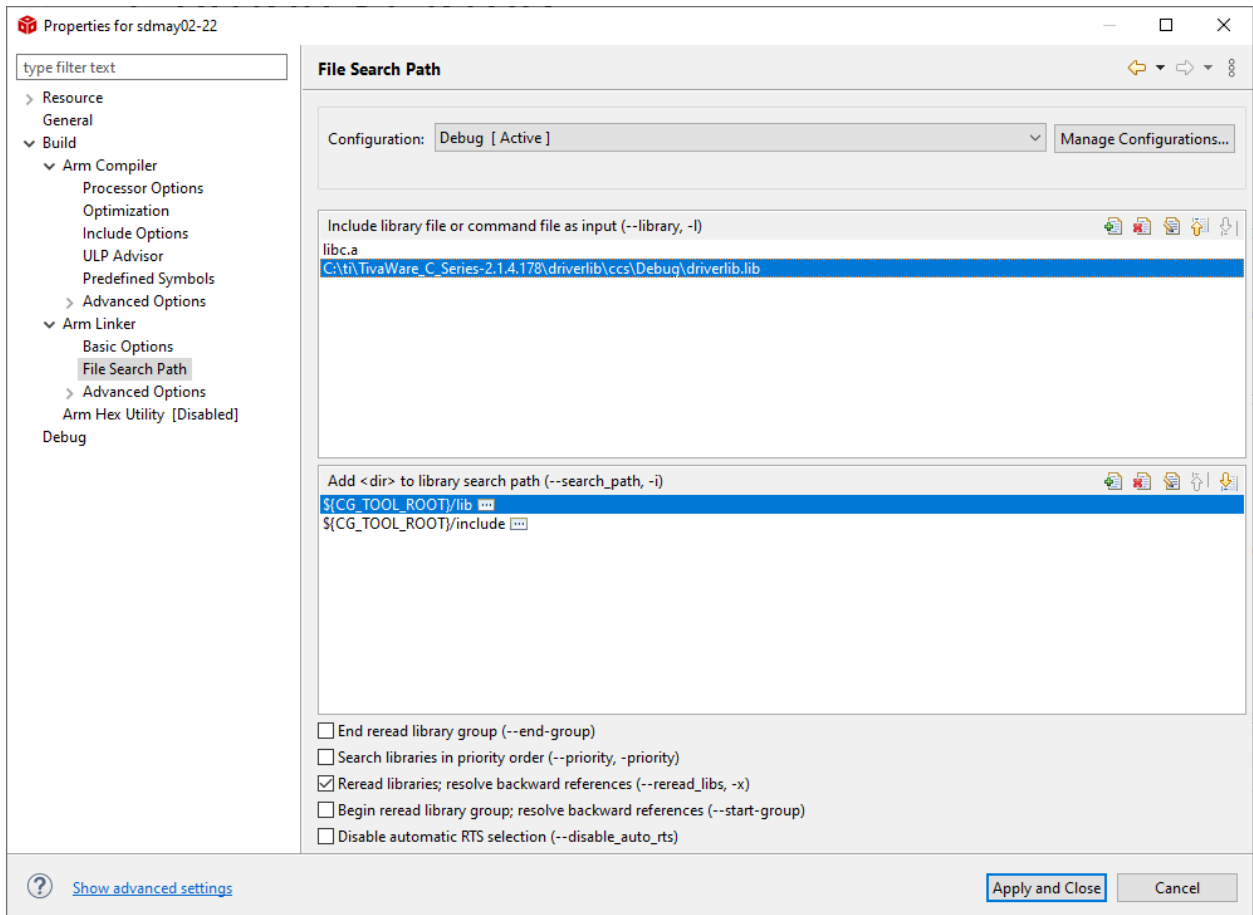 Properties for sdmay02-22
type filter text
File Search Path
Resource
General
Build
Arm Compiler
Processor Options
Optimization
Include Options
ULP Advisor
Predefined Symbols
Advanced Options
Arm Linker
Basic Options
File Search Path
Advanced Options
Arm Hex Utility [Disabled]
Debug
Configuration: Debug [ Active ] Manage Configurations...
Include library file or command file as input (--library, -l)
libc.a
C:\ti\TivaWare_C_Series-2.1.4.178\driverlib\ccs\Debug\driverlib.lib
Add <dir> to library search path (--search_path, -i)
${CG_TOOL_ROOT}/lib
${CG_TOOL_ROOT}/include
End reread library group (--end-group)
Search libraries in priority order (--priority, -priority)
Reread libraries; resolve backward references (--reread_libs, -x)
Begin reread library group; resolve backward references (--start-group)
Disable automatic RTS selection (--disable_auto_rts)
Show advanced settings
Apply and Close Cancel